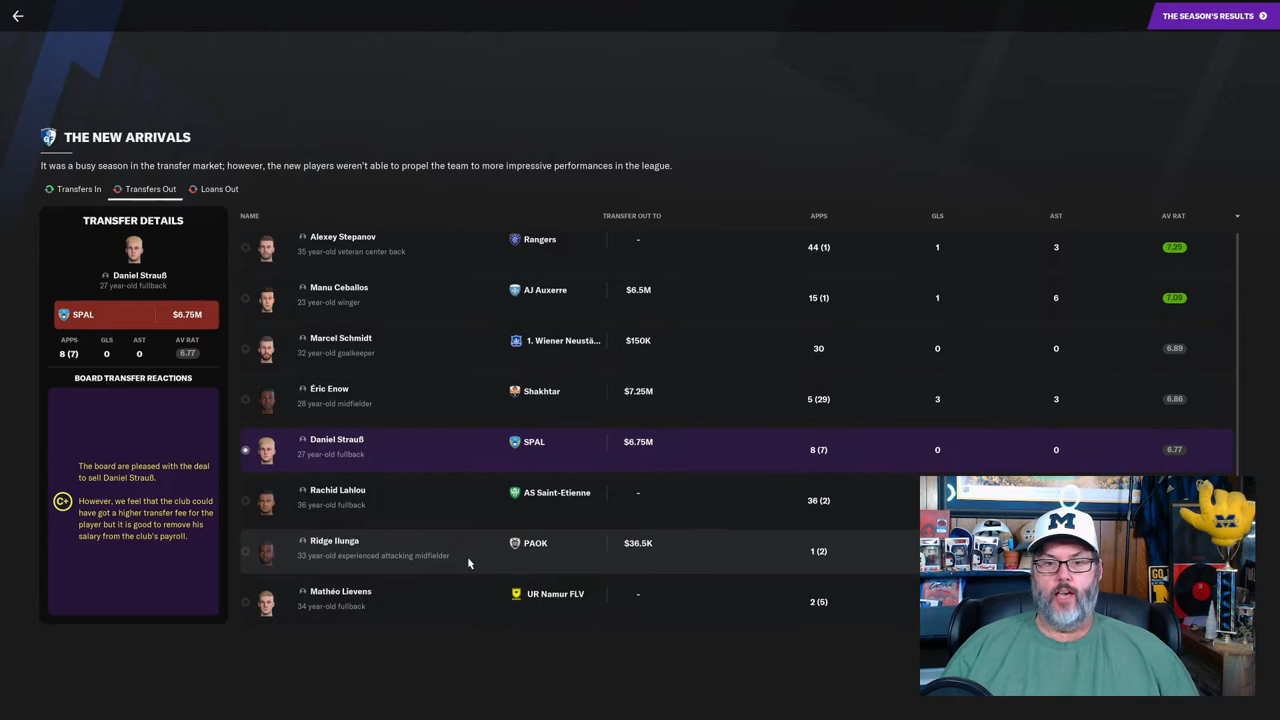 THE SEASON'S RESULTS
THE NEW ARRIVALS
It was a busy season in the transfer market; however, the new players weren't able to propel the team to more impressive performances in the league.
Transfers In
Transfers Out
Loans Out
TRANSFER DETAILS
Daniel Strauß
27 year-old fullback
SPAL $6.75M
APPS GLS AST AV RAT
8 (7) 0 0 6.77
BOARD TRANSFER REACTIONS
The board are pleased with the deal
to sell Daniel Strauß.
C+
However, we feel that the club could
have got a higher transfer fee for the
player but it is good to remove his
salary from the club's payroll.
NAME TRANSFER OUT TO APPS GLS AST AV RAT
Alexey Stepanov Rangers - 44 (1) 1 3 7.25
35 year-old veteran center back
Manu Ceballos AJ Auxerre $6.5M 15 (1) 1 6 7.09
23 year-old winger
Marcel Schmidt 1. Wiener Neustä... $150K 30 0 0 6.89
32 year-old goalkeeper
Éric Enow Shakhtar $7.25M 5 (29) 3 3 6.86
28 year-old midfielder
Daniel Strauß SPAL $6.75M 8 (7) 0 0 6.77
27 year-old fullback
Rachid Lahlou AS Saint-Etienne - 36 (2)
36 year-old fullback
Ridge Ilunga PAOK $36.5K 1 (2)
33 year-old experienced attacking midfielder
Mathéo Lievens UR Namur FLV - 2 (5)
34 year-old fullback
M